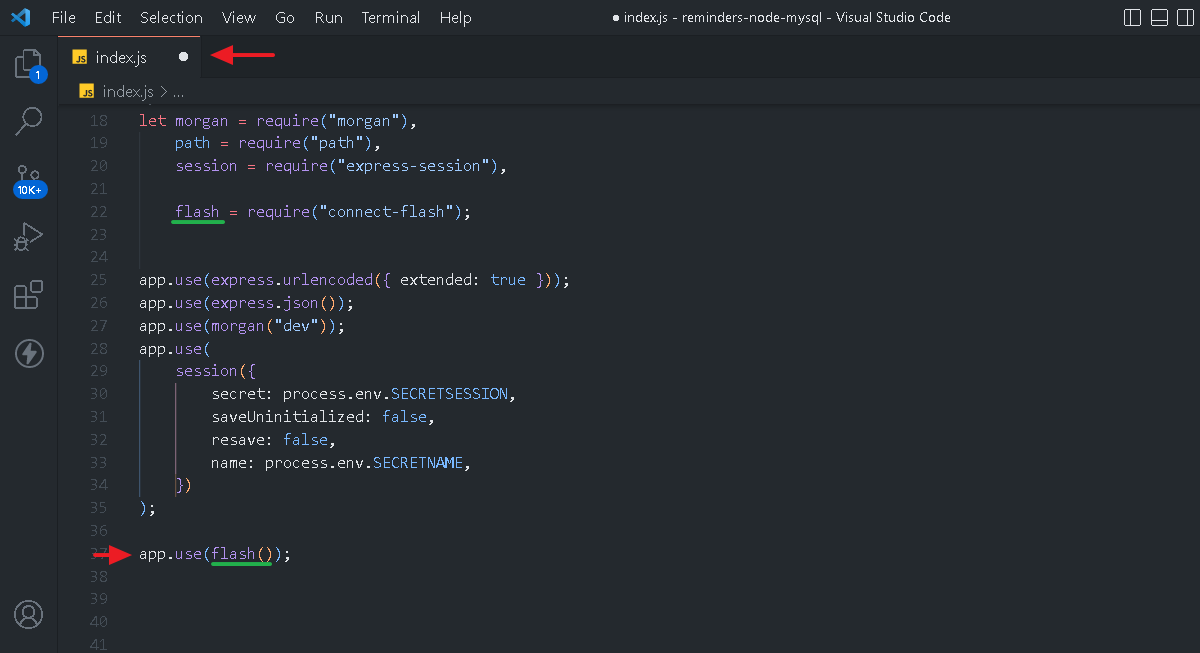 File Edit Selection View Go Run Terminal Help ● index.js - reminders-node-mysql - Visual Studio Code
JS index.js ●
1
JS index.js > ...
18 let morgan = require("morgan"),
19 path = require("path"),
20 session = require("express-session"),
10K+
21
22 flash = require("connect-flash");
23
24
25 app.use(express.urlencoded({ extended: true }));
26 app.use(express.json());
27 app.use(morgan("dev"));
28 app.use(
29 session({
30 secret: process.env.SECRETSESSION,
31 saveUninitialized: false,
32 resave: false,
33 name: process.env.SECRETNAME,
34 })
35 );
36
37 app.use(flash());
38
39
40
41